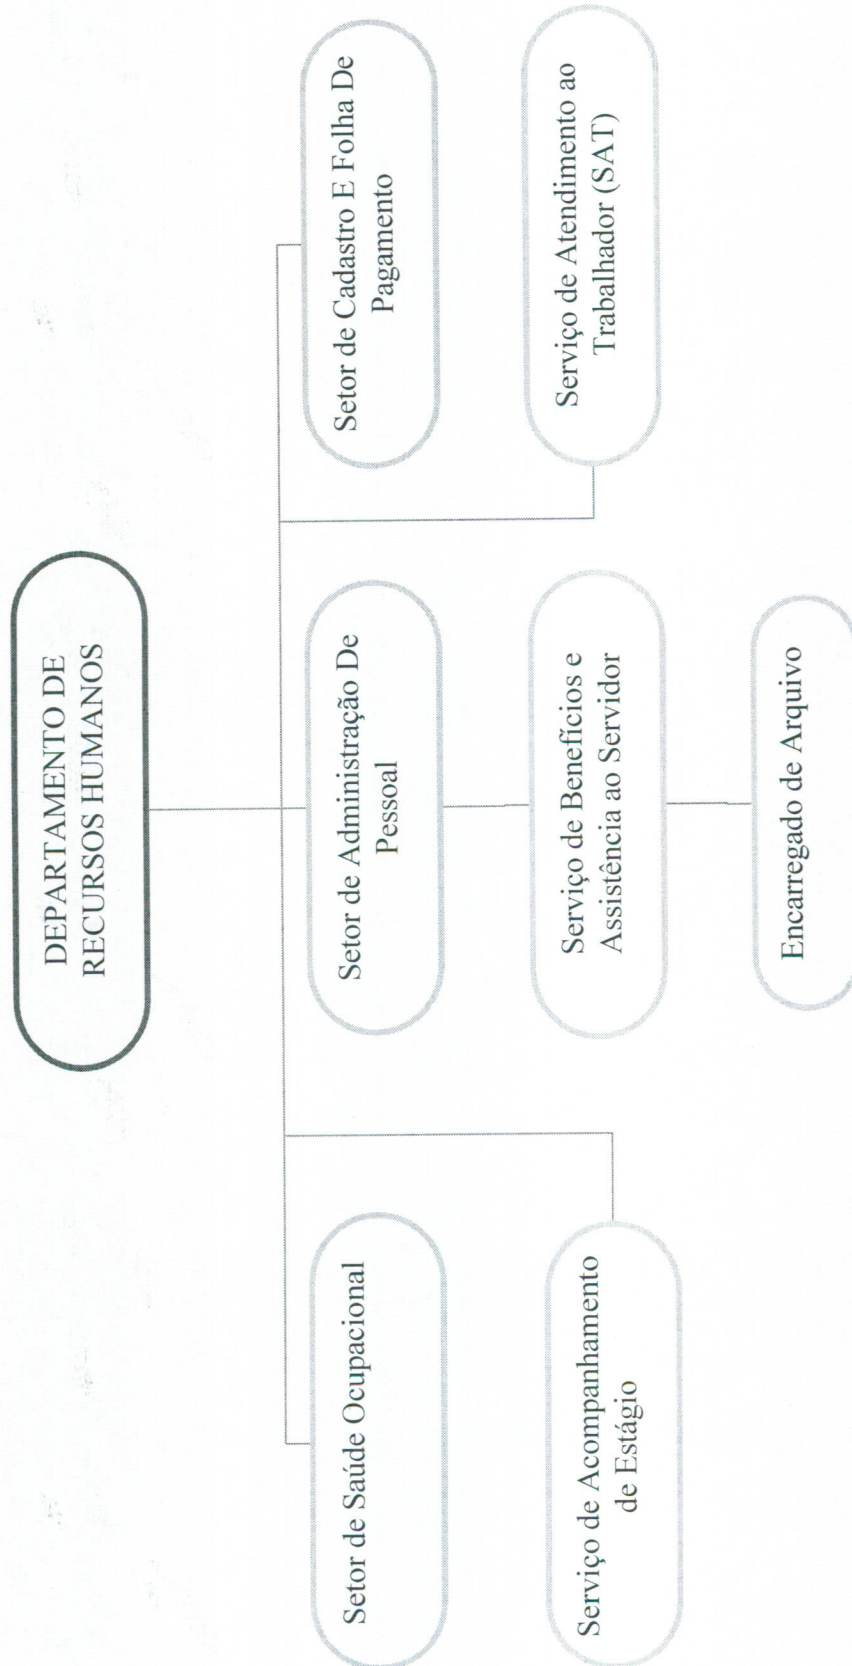 DEPARTAMENTO DE
RECURSOS HUMANOS
Setor de Saúde Ocupacional
Setor de Administração De
Pessoal
Setor de Cadastro E Folha De
Pagamento
Serviço de Acompanhamento
de Estágio
Serviço de Benefícios e
Assistência ao Servidor
Serviço de Atendimento ao
Trabalhador (SAT)
Encarregado de Arquivo